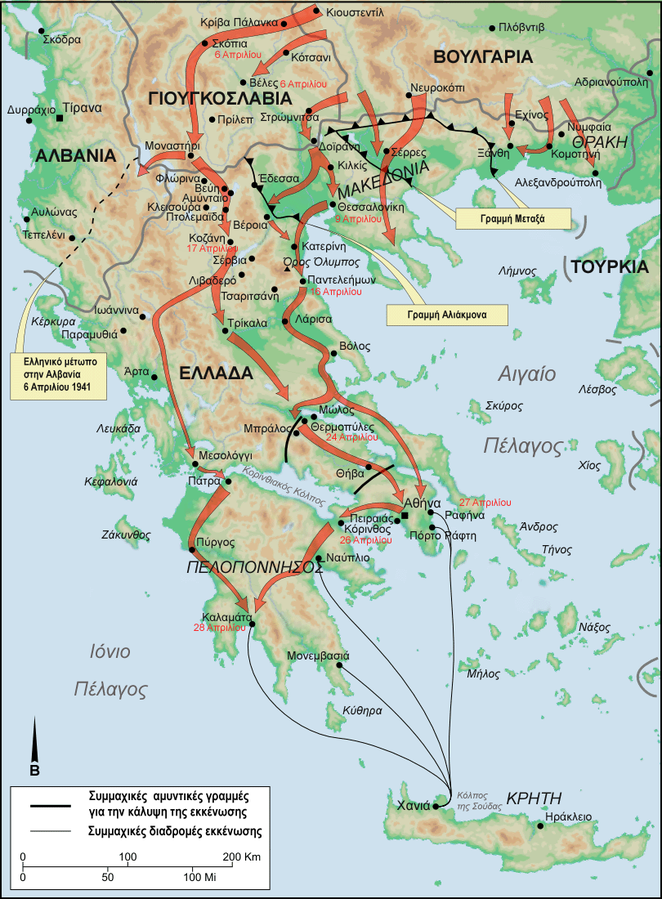 Κιουστεντίλ
Κρίβα Πάλανκα
Πλόβντιβ
Σκόδρα
Σκόπια
6 Απριλίου
Κότσανι
ΒΟΥΛΓΑΡΙΑ
Αδριανούπολη
Βέλες
6 Απριλίου
Νευροκόπι
ΓΙΟΥΓΚΟΣΛΑΒΙΑ
Δυρράχιο
Τίρανα
Πρίλεπ
Στρώμνιτσα
Εχίνος
Νυμφαία
ΘΡΑΚΗ
ΑΛΒΑΝΙΑ
Μοναστήρι
Δοϊράνη
Σέρρες
Ξάνθη
Κομοτηνή
Κιλκίς
ΜΑΚΕΔΟΝΙΑ
Αλεξανδρούπολη
Φλώρινα
Έδεσσα
Βεύη
Αμύνταιο
Κλεισούρα
Πτολεμαΐδα
Θεσσαλονίκη
9 Απριλίου
Γραμμή Μεταξά
Αυλώνας
Τεπελένι
Βέροια
Κοζάνη
17 Απριλίου
Κατερίνη
Σέρβια
Όρος Όλυμπος
ΤΟΥΡΚΙΑ
Λιβαδερό
Παντελεήμων
16 Απριλίου
Λήμνος
Τσαριτσάνη
Ιωάννινα
Κέρκυρα
Παραμυθιά
Τρίκαλα
Λάρισα
Γραμμή Αλιάκμονα
Βόλος
Ελληνικό μέτωπο
στην Αλβανία
6 Απριλίου 1941
Άρτα
ΕΛΛΑΔΑ
Αιγαίο
Πέλαγος
Λέσβος
Σκύρος
Μώλος
Λευκάδα
Μπράλος
Θερμοπύλες
24 Απριλίου
Μεσολόγγι
Χίος
Κεφαλονιά
Πάτρα
Κορινθιακός Κόλπος
Θήβα
Αθήνα
27 Απριλίου
Ραφήνα
Πειραιάς
Ζάκυνθος
Κόρινθος
26 Απριλίου
Πόρτο Ράφτη
Άνδρος
Πύργος
Τήνος
ΠΕΛΟΠΟΝΝΗΣΟΣ
Ναύπλιο
Καλαμάτα
28 Απριλίου
Νάξος
Ιόνιο
Πέλαγος
Μονεμβασιά
Μήλος
Κύθηρα
Β
Συμμαχικές αμυντικές γραμμές
για την κάλυψη της εκκένωσης
Συμμαχικές διαδρομές εκκένωσης
0 100 200 Km
0 50 100 Mi
Χανιά
Κόλπος
της Σούδας
ΚΡΗΤΗ
Ηράκλειο